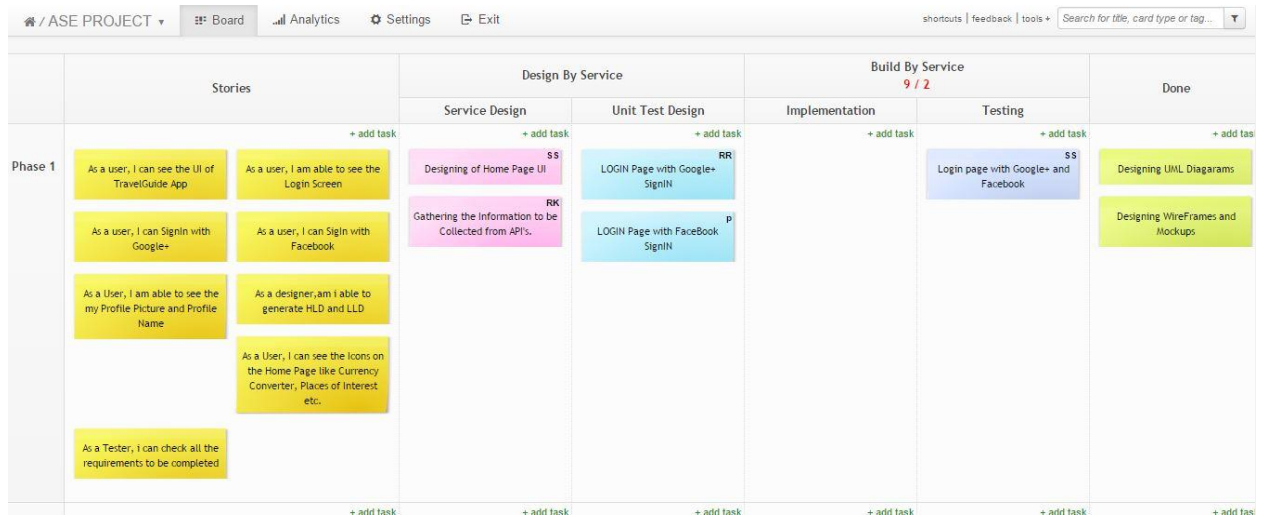 / ASE PROJECT ▾ Board Analytics Settings Exit shortcuts | feedback | tools + Search for title, card type or tag...
Stories
Design By Service
Build By Service
9 / 2
Done
Service Design
Unit Test Design
Implementation
Testing
+ add task
+ add task
+ add task
+ add task
+ add task
+ add tas
Phase 1
As a user, I can see the UI of
TravelGuide App
As a user, I am able to see the
Login Screen
As a user, I can SignIn with
Google+
As a user, I can SigIn with
Facebook
As a User, I am able to see the
my Profile Picture and Profile
Name
As a designer,am i able to
generate HLD and LLD
As a User, I can see the Icons on
the Home Page like Currency
Converter, Places of Interest
etc.
As a Tester, i can check all the
requirements to be completed
SS
Designing of Home Page UI
RK
Gathering the Information to be
Collected from API's.
RR
LOGIN Page with Google+
SignIN
p
LOGIN Page with FaceBook
SignIN
SS
Login page with Google+ and
Facebook
Designing UML Diagarams
Designing WireFrames and
Mockups
+ add task
+ add task
+ add task
+ add task
+ add task
+ add tas